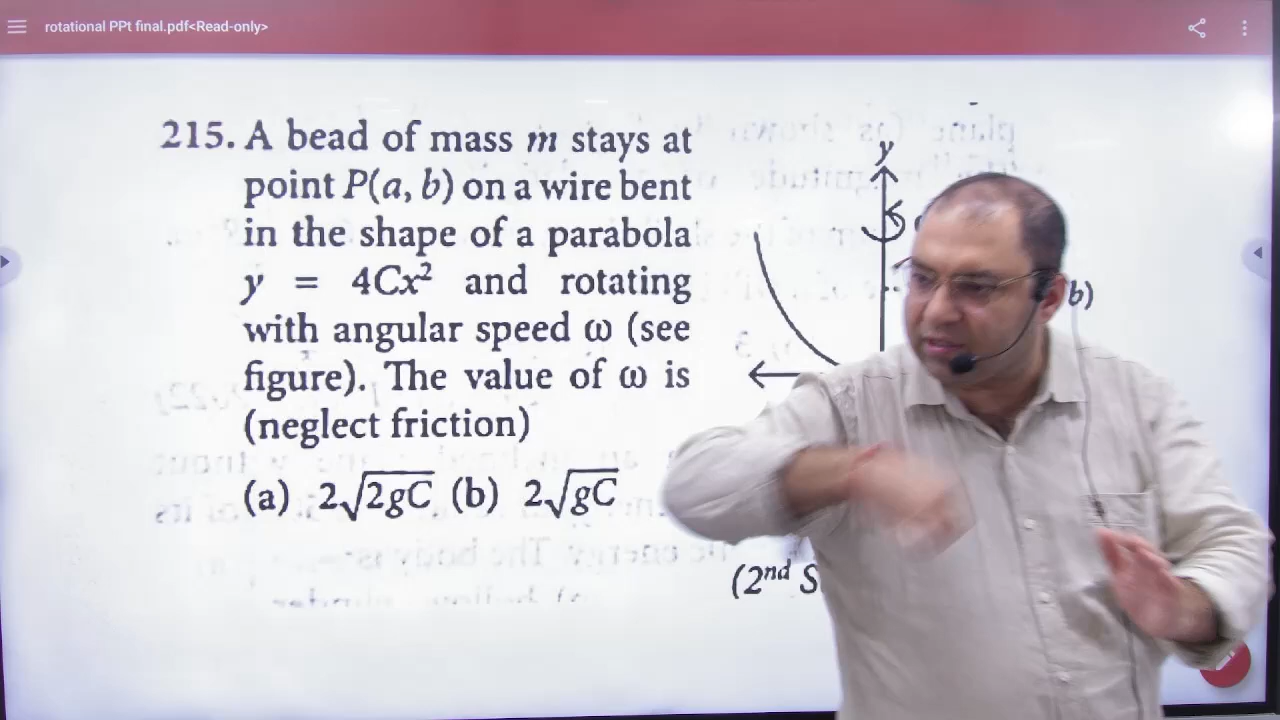 rotational PPt final.pdf<Read-only>
215. A bead of mass m stays at
point P(a, b) on a wire bent
in the shape of a parabola
y = 4Cx² and rotating
with angular speed ω (see
figure). The value of ω is
(neglect friction)
(a) 2√2gC (b) 2√gC
y
b)
(2nd S